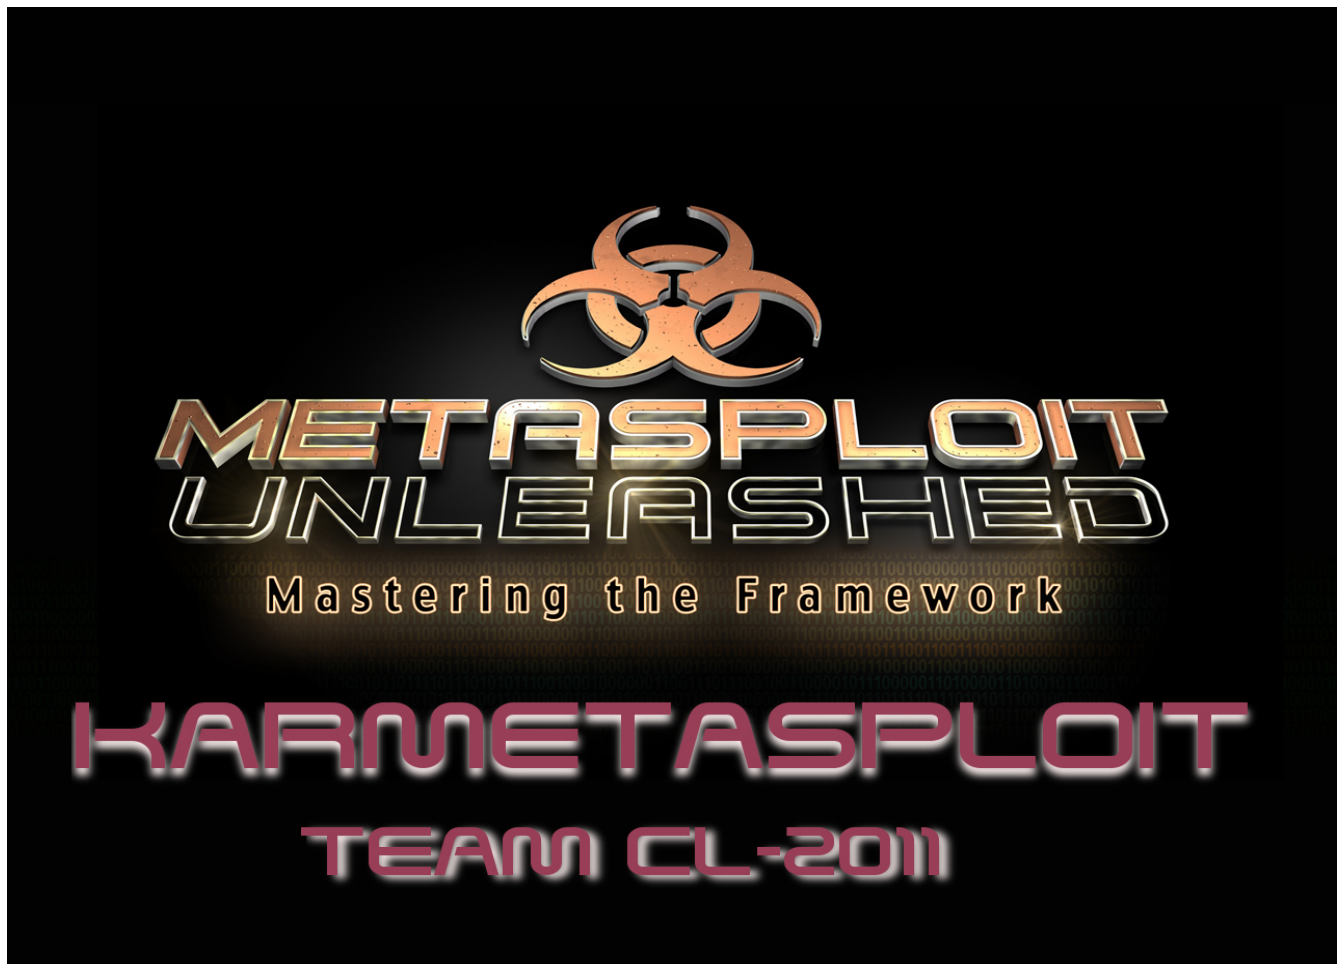 METASPLOIT
UNLEASHED
Mastering the Framework
KARMETASPLOIT
TEAM CL-2011